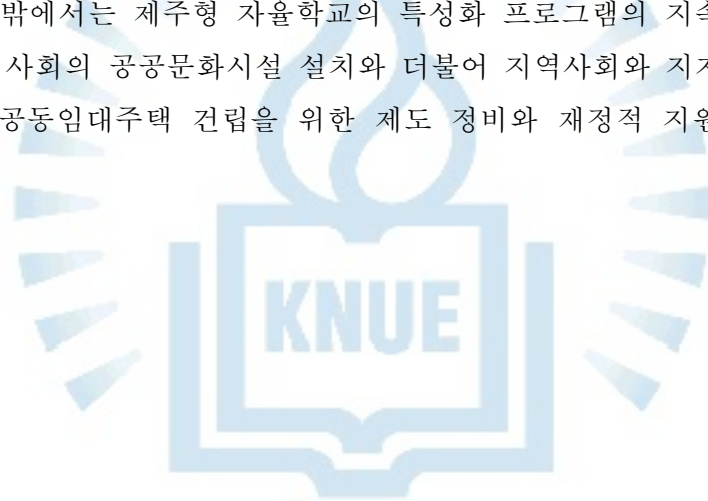 밖에서는 제주형 자율학교의 특성화 프로그램의 지속
사회의 공공문화시설 설치와 더불어 지역사회와 지자
공동임대주택 건립을 위한 제도 정비와 재정적 지원
KNUE